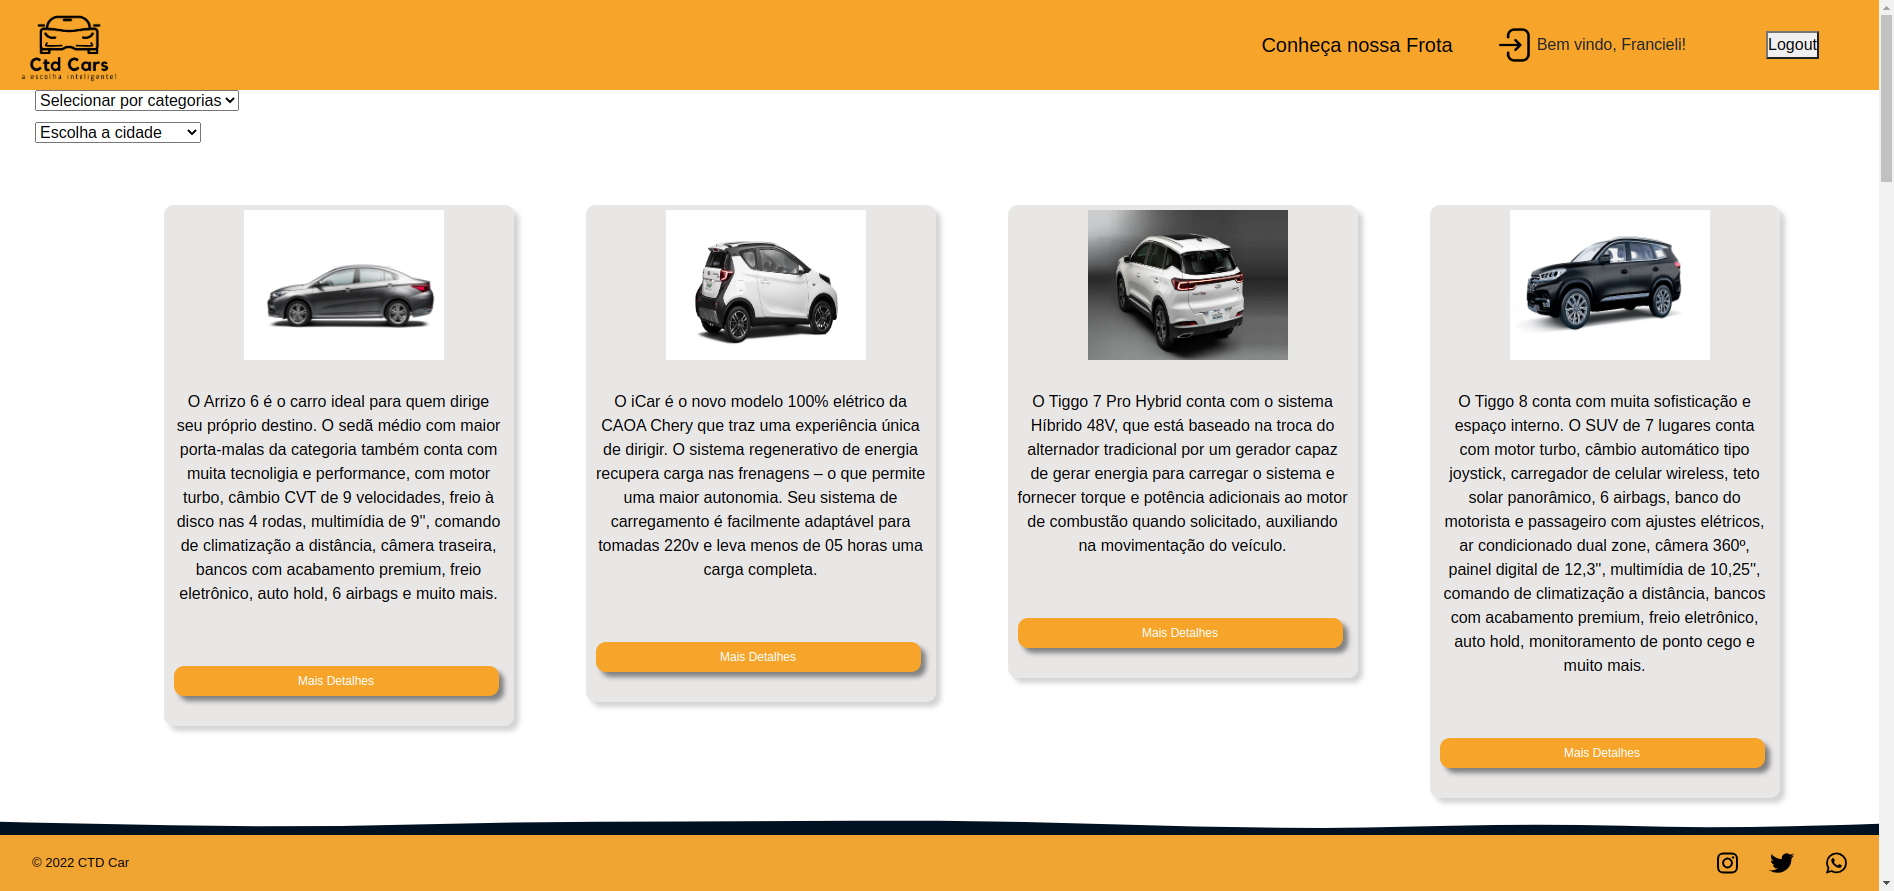 Ctd Cars
a escolha inteligente!
Conheça nossa Frota
Bem vindo, Francieli!
Logout
Selecionar por categorias
Escolha a cidade
O Arrizo 6 é o carro ideal para quem dirige
seu próprio destino. O sedã médio com maior
porta-malas da categoria também conta com
muita tecnoligia e performance, com motor
turbo, câmbio CVT de 9 velocidades, freio à
disco nas 4 rodas, multimídia de 9", comando
de climatização a distância, câmera traseira,
bancos com acabamento premium, freio
eletrônico, auto hold, 6 airbags e muito mais.
Mais Detalhes
O iCar é o novo modelo 100% elétrico da
CAOA Chery que traz uma experiência única
de dirigir. O sistema regenerativo de energia
recupera carga nas frenagens – o que permite
uma maior autonomia. Seu sistema de
carregamento é facilmente adaptável para
tomadas 220v e leva menos de 05 horas uma
carga completa.
Mais Detalhes
O Tiggo 7 Pro Hybrid conta com o sistema
Híbrido 48V, que está baseado na troca do
alternador tradicional por um gerador capaz
de gerar energia para carregar o sistema e
fornecer torque e potência adicionais ao motor
de combustão quando solicitado, auxiliando
na movimentação do veículo.
Mais Detalhes
O Tiggo 8 conta com muita sofisticação e
espaço interno. O SUV de 7 lugares conta
com motor turbo, câmbio automático tipo
joystick, carregador de celular wireless, teto
solar panorâmico, 6 airbags, banco do
motorista e passageiro com ajustes elétricos,
ar condicionado dual zone, câmera 360º,
painel digital de 12,3", multimídia de 10,25",
comando de climatização a distância, bancos
com acabamento premium, freio eletrônico,
auto hold, monitoramento de ponto cego e
muito mais.
Mais Detalhes
© 2022 CTD Car